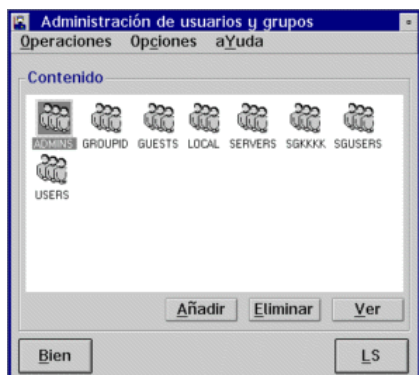 Administración de usuarios y grupos
Operaciones Opciones aYuda
Contenido
ADMINS GROUPID GUESTS LOCAL SERVERS SGKKKK SGUSERS
USERS
Añadir Eliminar Ver
Bien LS